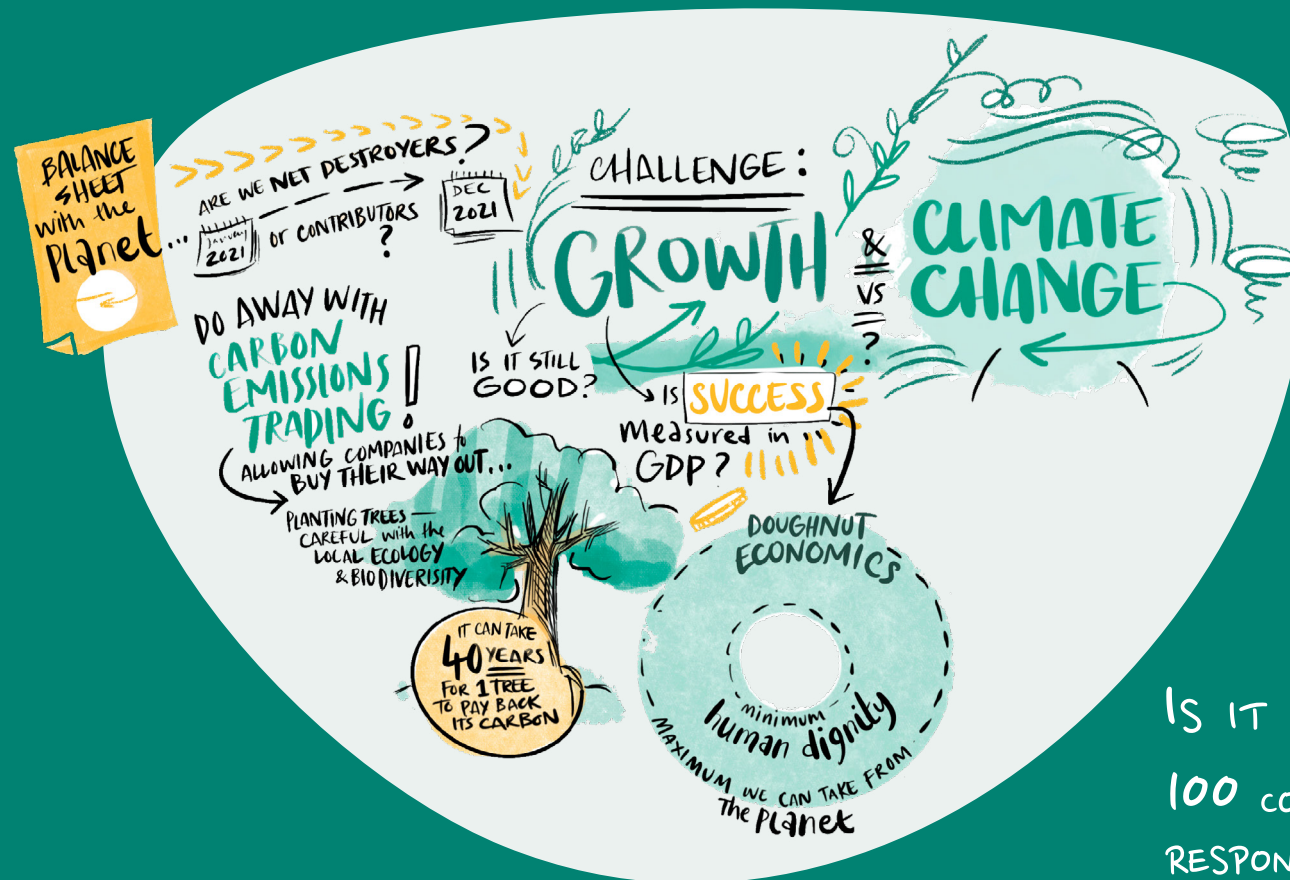 BALANCE
SHEET
with the
Planet...
ARE WE NET DESTROYERS?
January
2021
OR CONTRIBUTORS
?
DEC
2021
DO AWAY WITH
CARBON
EMISSIONS
TRADING!
ALLOWING COMPANIES to
BUY THEIR WAY OUT...
PLANTING TREES —
CAREFUL with the
LOCAL ECOLOGY
& BIODIVERISITY
IT CAN TAKE
40 YEARS
FOR 1 TREE
TO PAY BACK
ITS CARBON
CHALLENGE:
GROWTH
IS IT STILL
GOOD?
IS SUCCESS
measured in
GDP?
&
VS
?
CLIMATE
CHANGE
DOUGHNUT
ECONOMICS
minimum
human dignity
MAXIMUM WE CAN TAKE FROM
The Planet
IS IT
100